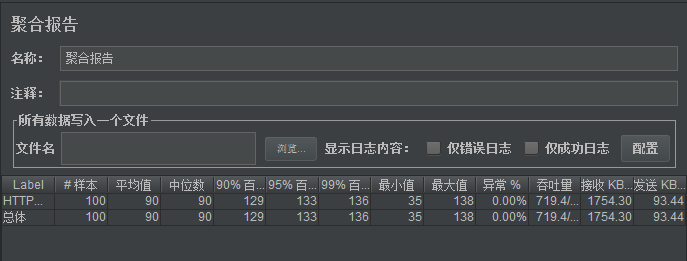 聚合报告
名称： 聚合报告
注释：
所有数据写入一个文件
文件名 浏览... 显示日志内容： 仅错误日志 仅成功日志 配置
Label # 样本 平均值 中位数 90% 百... 95% 百... 99% 百... 最小值 最大值 异常 % 吞吐量 接收 KB... 发送 KB...
HTTP... 100 90 90 129 133 136 35 138 0.00% 719.4/... 1754.30 93.44
总体 100 90 90 129 133 136 35 138 0.00% 719.4/... 1754.30 93.44